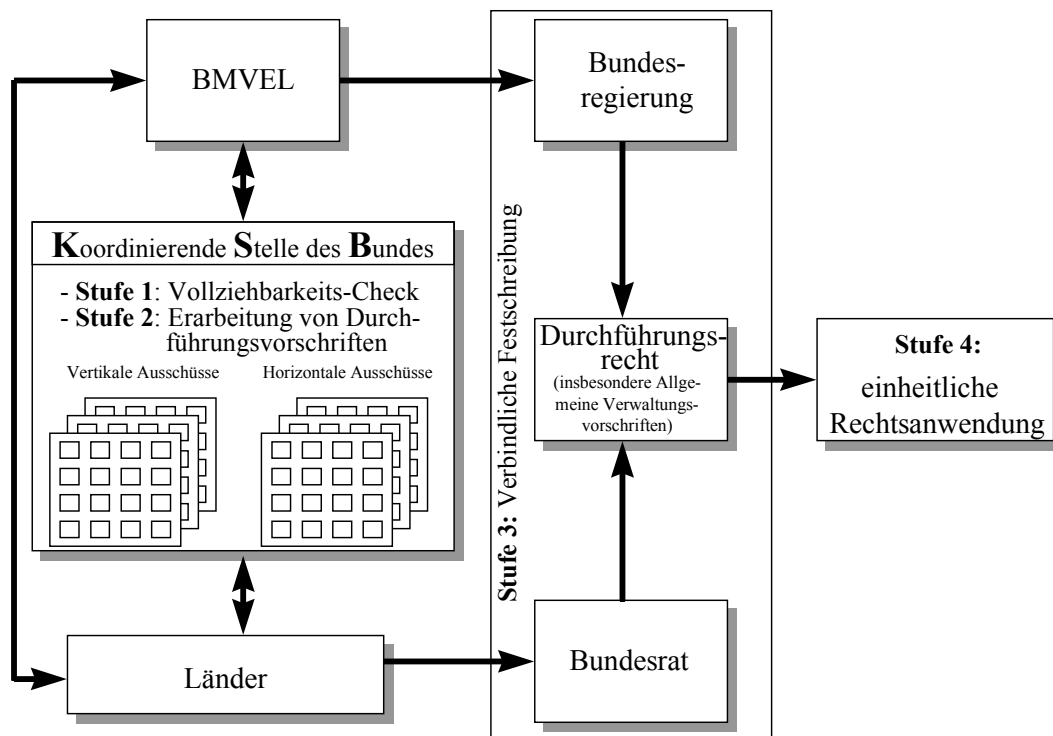 BMVEL
Bundes-
regierung
Koordinierende Stelle des Bundes
- Stufe 1: Vollziehbarkeits-Check
- Stufe 2: Erarbeitung von Durch-
führungsvorschriften
Vertikale Ausschüsse
Horizontale Ausschüsse
Stufe 3: Verbindliche Festschreibung
Durchführungs-
recht
(insbesondere Allge-
meine Verwaltungs-
vorschriften)
Stufe 4:
einheitliche
Rechtsanwendung
Länder
Bundesrat